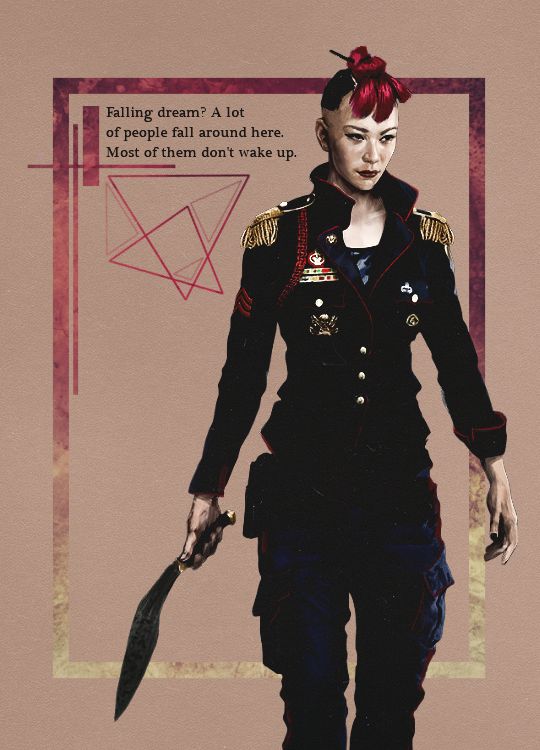 Falling dream? A lot
of people fall around here.
Most of them don't wake up.